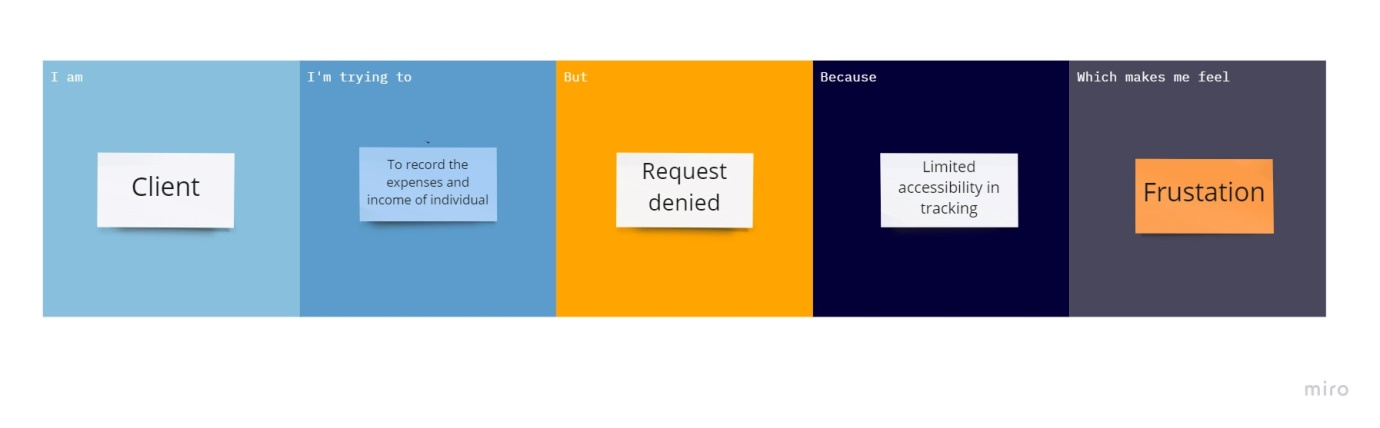 I am
I'm trying to
But
Because
Which makes me feel
Client
To record the
expenses and
income of individual
Request
denied
Limited
accessibility in
tracking
Frustation
miro